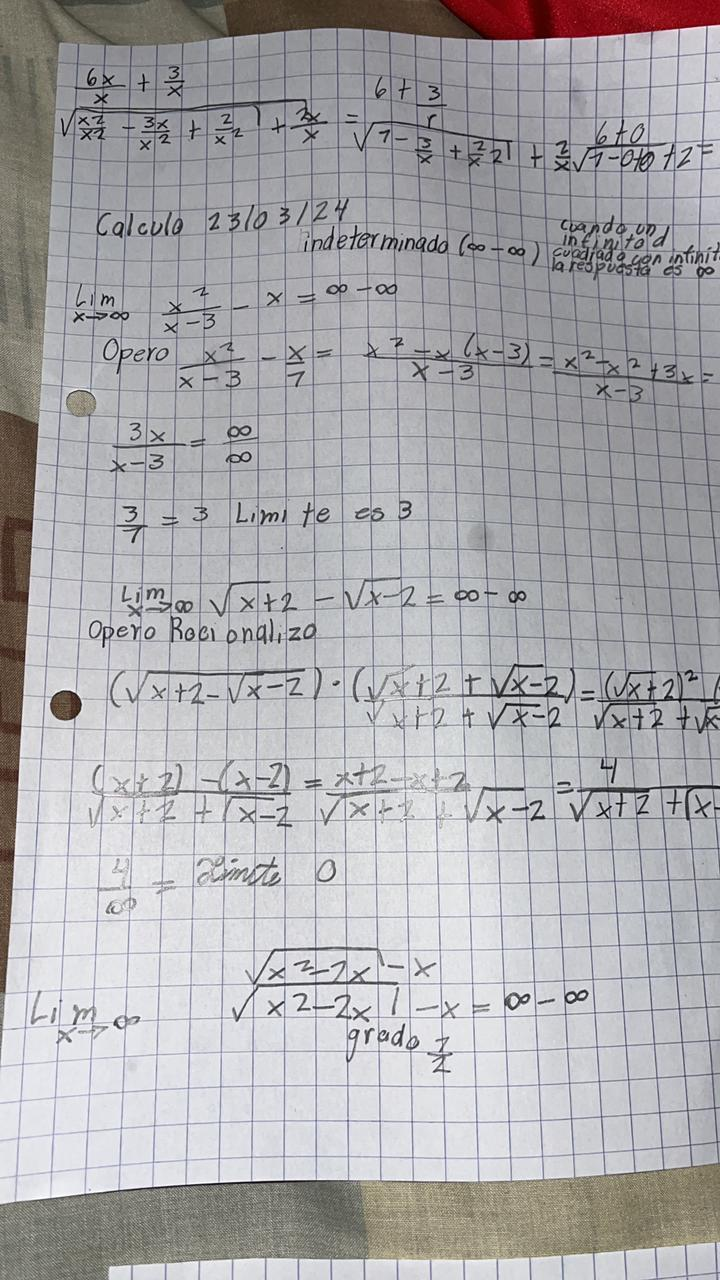 6x/x + 3/x
√(x2/x2 - 3x/x2 + 2/x2) + 2x/x = 6 + 3/r
√(1 - 3/x + 2/x2) + 2/x 6+0/√(1-0+0) + 2 =
Calculo 23/03/24
indeterminado (∞ - ∞)
cuando und
infinito d
cuadrado con infinit
la respuesta es ∞
Lim x→∞ x²/(x-3) - x = ∞ - ∞
Opero x²/(x-3) - x/1 = x² - x(x-3)/(x-3) = x² - x² + 3x/(x-3) =
3x/(x-3) = ∞/∞
3/1 = 3 Limite es 3
Lim x→∞ √x+2 - √x-2 = ∞ - ∞
Opero Racionalizo
(√x+2 - √x-2) · (√x+2 + √x-2)/(√x+2 + √x-2) = (√x+2)² (/√x+2 + √x
(x+2) - (x-2)/(√x+2 + √x-2) = x+2-x+2/(√x+2 + √x-2) = 4/(√x+2 + √x-
4/∞ = Limite 0
√x2-2x - x
Lim x→∞ √x2-2x - x = ∞ - ∞
grado 1/2